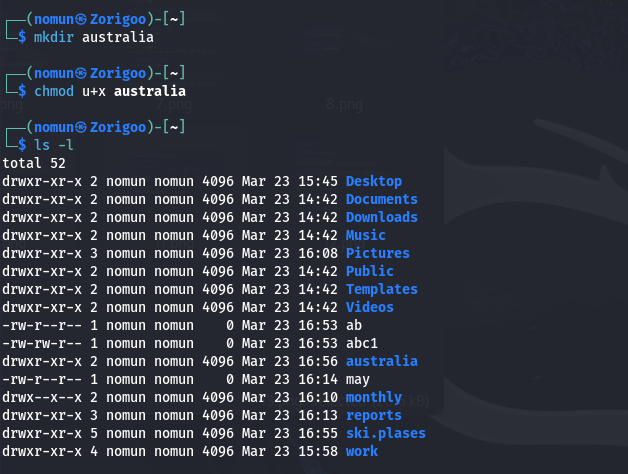 ┌──(nomun㉿Zorigoo)-[~]
└─$ mkdir australia
┌──(nomun㉿Zorigoo)-[~]
└─$ chmod u+x australia
png 7.png 8.png
┌──(nomun㉿Zorigoo)-[~]
└─$ ls -l
total 52
drwxr-xr-x 2 nomun nomun 4096 Mar 23 15:45 Desktop
drwxr-xr-x 2 nomun nomun 4096 Mar 23 14:42 Documents
drwxr-xr-x 2 nomun nomun 4096 Mar 23 14:42 Downloads
drwxr-xr-x 2 nomun nomun 4096 Mar 23 14:42 Music
drwxr-xr-x 3 nomun nomun 4096 Mar 23 16:08 Pictures
drwxr-xr-x 2 nomun nomun 4096 Mar 23 14:42 Public
drwxr-xr-x 2 nomun nomun 4096 Mar 23 14:42 Templates
drwxr-xr-x 2 nomun nomun 4096 Mar 23 14:42 Videos
-rw-r--r-- 1 nomun nomun    0 Mar 23 16:53 ab
-rw-rw-r-- 1 nomun nomun    0 Mar 23 16:53 abc1
drwxr-xr-x 2 nomun nomun 4096 Mar 23 16:56 australia
-rw-r--r-- 1 nomun nomun    0 Mar 23 16:14 may
drwx--x--x 2 nomun nomun 4096 Mar 23 16:10 monthly
kB)
drwxr-xr-x 3 nomun nomun 4096 Mar 23 16:13 reports
drwxr-xr-x 5 nomun nomun 4096 Mar 23 16:55 ski.plases
drwxr-xr-x 4 nomun nomun 4096 Mar 23 15:58 work